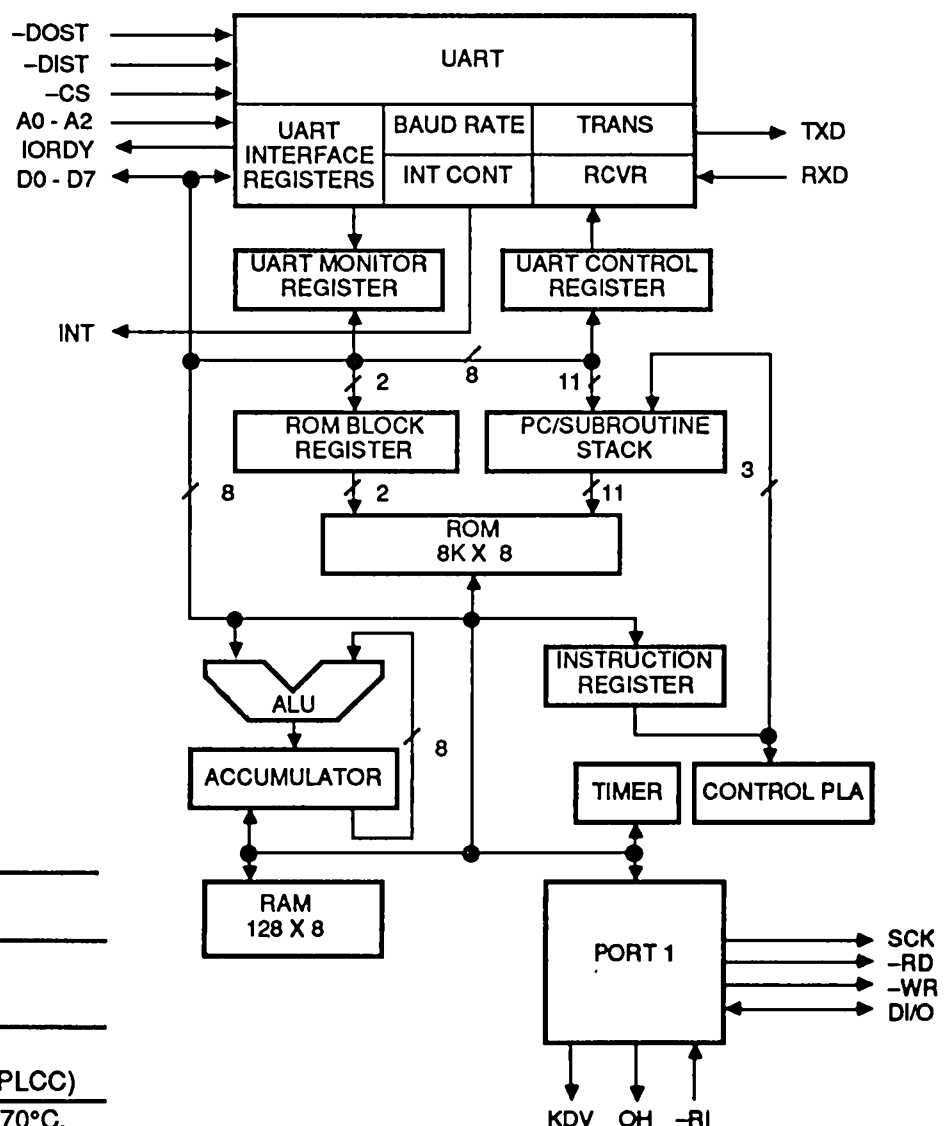 –DOST
–DIST
–CS
A0 - A2
IORDY
D0 - D7
UART
UART
INTERFACE
REGISTERS
BAUD RATE
TRANS
INT CONT
RCVR
TXD
RXD
UART MONITOR
REGISTER
UART CONTROL
REGISTER
INT
8
2
11
ROM BLOCK
REGISTER
PC/SUBROUTINE
STACK
3
8
2
11
ROM
8K X 8
ALU
8
INSTRUCTION
REGISTER
ACCUMULATOR
TIMER
CONTROL PLA
RAM
128 X 8
PORT 1
SCK
–RD
–WR
DI/O
PLCC)
70°C.
KDV
OH
–RI